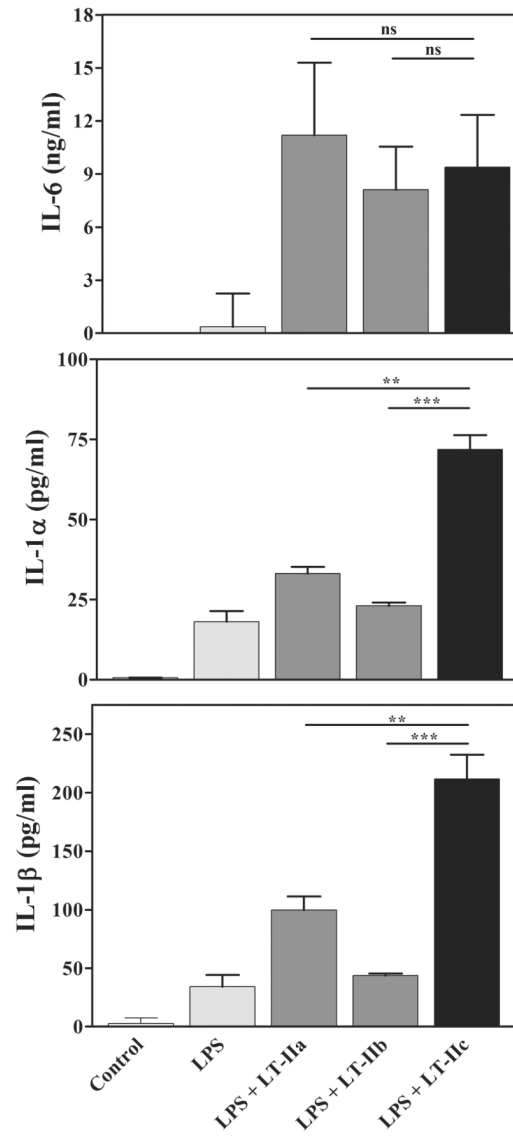 18
15
12
9
6
3
0
IL-6 (ng/ml)
ns
ns
100
75
50
25
0
IL-1α (pg/ml)
**
***
250
200
150
100
50
0
IL-1β (pg/ml)
**
***
Control
LPS
LPS + LT-IIa
LPS + LT-IIb
LPS + LT-IIc